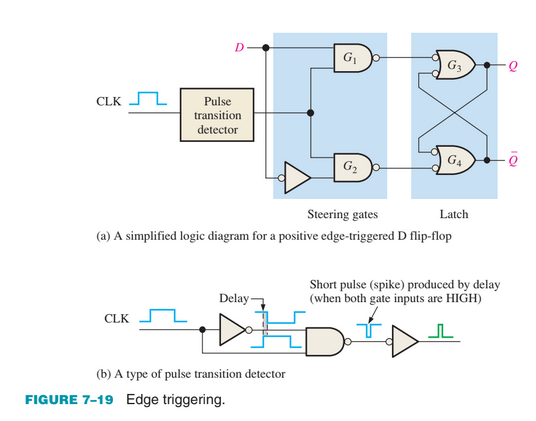 D
G1
G3
Q
CLK
Pulse
transition
detector
G2
G4
Q̅
Steering gates
Latch
(a) A simplified logic diagram for a positive edge-triggered D flip-flop
Short pulse (spike) produced by delay
(when both gate inputs are HIGH)
Delay
CLK
(b) A type of pulse transition detector
FIGURE 7–19 Edge triggering.